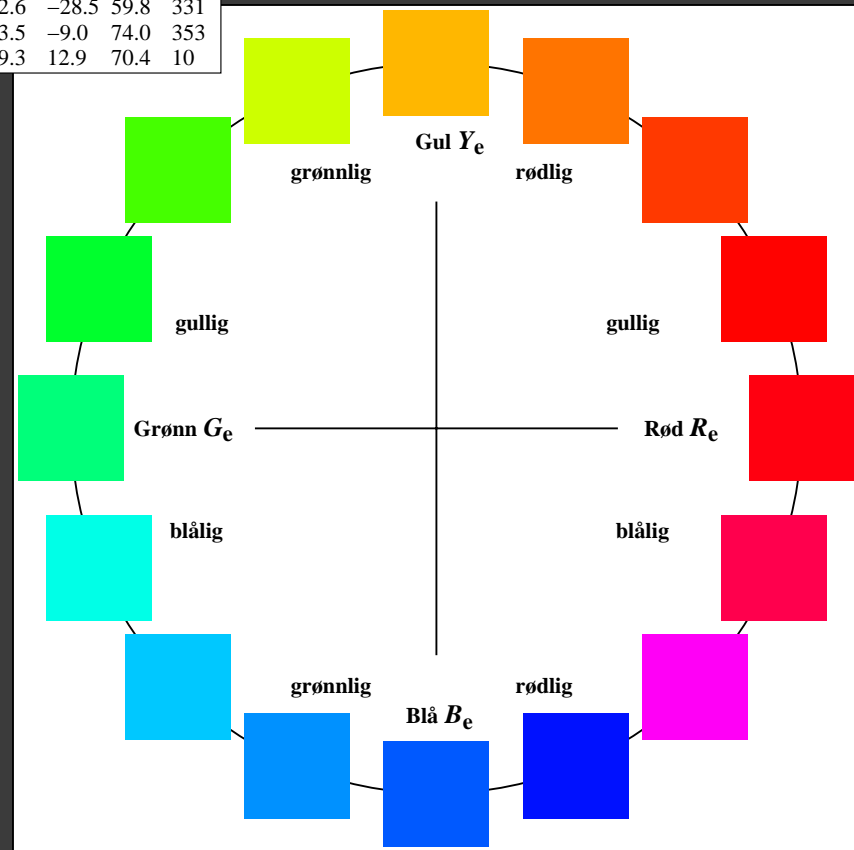 2.6 −28.5 59.8 331
3.5 −9.0 74.0 353
9.3 12.9 70.4 10
Gul Ye
grønnlig rødlig
gullig gullig
Grønn Ge Rød Re
blålig blålig
grønnlig rødlig
Blå Be